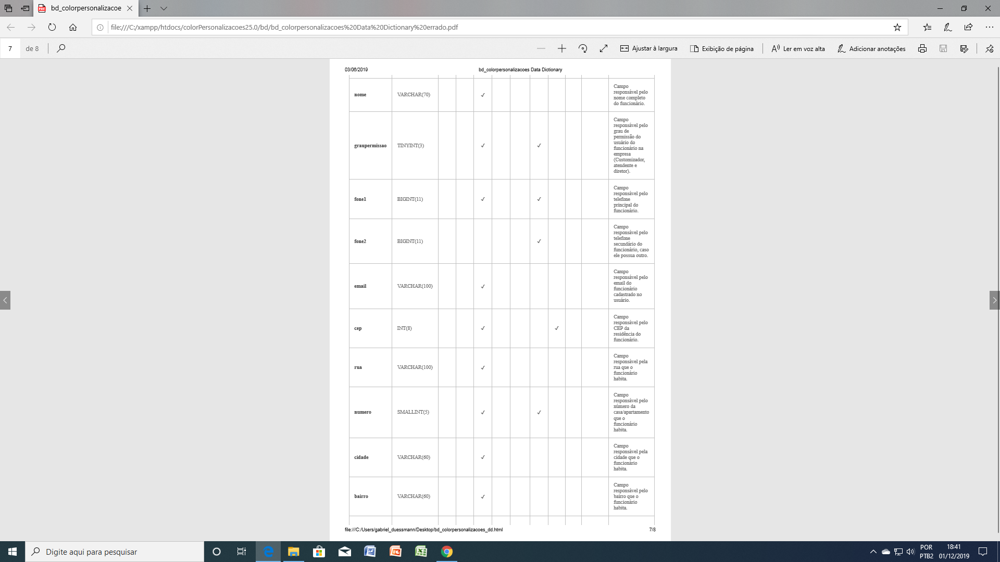 bd_colorpersonalizacoe
file:///C:/xampp/htdocs/colorPersonalizacoes25.0/bd/bd_colorpersonalizacoes%20Data%20Dictionary%20errado.pdf
7 de 8 Ajustar à largura Exibição de página Ler em voz alta Adicionar anotações
03/06/2019 bd_colorpersonalizacoes Data Dictionary
nome VARCHAR(70) ✓ Campo
responsável pelo
nome completo
do funcionário.
graupermissao TINYINT(3) ✓ ✓ Campo
responsável pelo
grau de
permissão do
usuário do
funcionário na
empresa
(Customizador,
atendente e
diretor).
fone1 BIGINT(11) ✓ ✓ Campo
responsável pelo
telefone
principal do
funcionário.
fone2 BIGINT(11) ✓ Campo
responsável pelo
telefone
secundário do
funcionário, caso
ele possua outro.
email VARCHAR(100) ✓ Campo
responsável pelo
email do
funcionário
cadastrado no
usuário.
cep INT(8) ✓ ✓ Campo
responsável pelo
CEP da
residência do
funcionário.
rua VARCHAR(100) ✓ Campo
responsável pela
rua que o
funcionário
habita.
numero SMALLINT(5) ✓ ✓ Campo
responsável pelo
número da
casa/apartamento
que o
funcionário
habita.
cidade VARCHAR(60) ✓ Campo
responsável pela
cidade que o
funcionário
habita.
bairro VARCHAR(60) ✓ Campo
responsável pelo
bairro que o
funcionário
habita.
file:///C:/Users/gabriel_duessmann/Desktop/bd_colorpersonalizacoes_dd.html 7/8
Digite aqui para pesquisar
POR 18:41
PTB2 01/12/2019